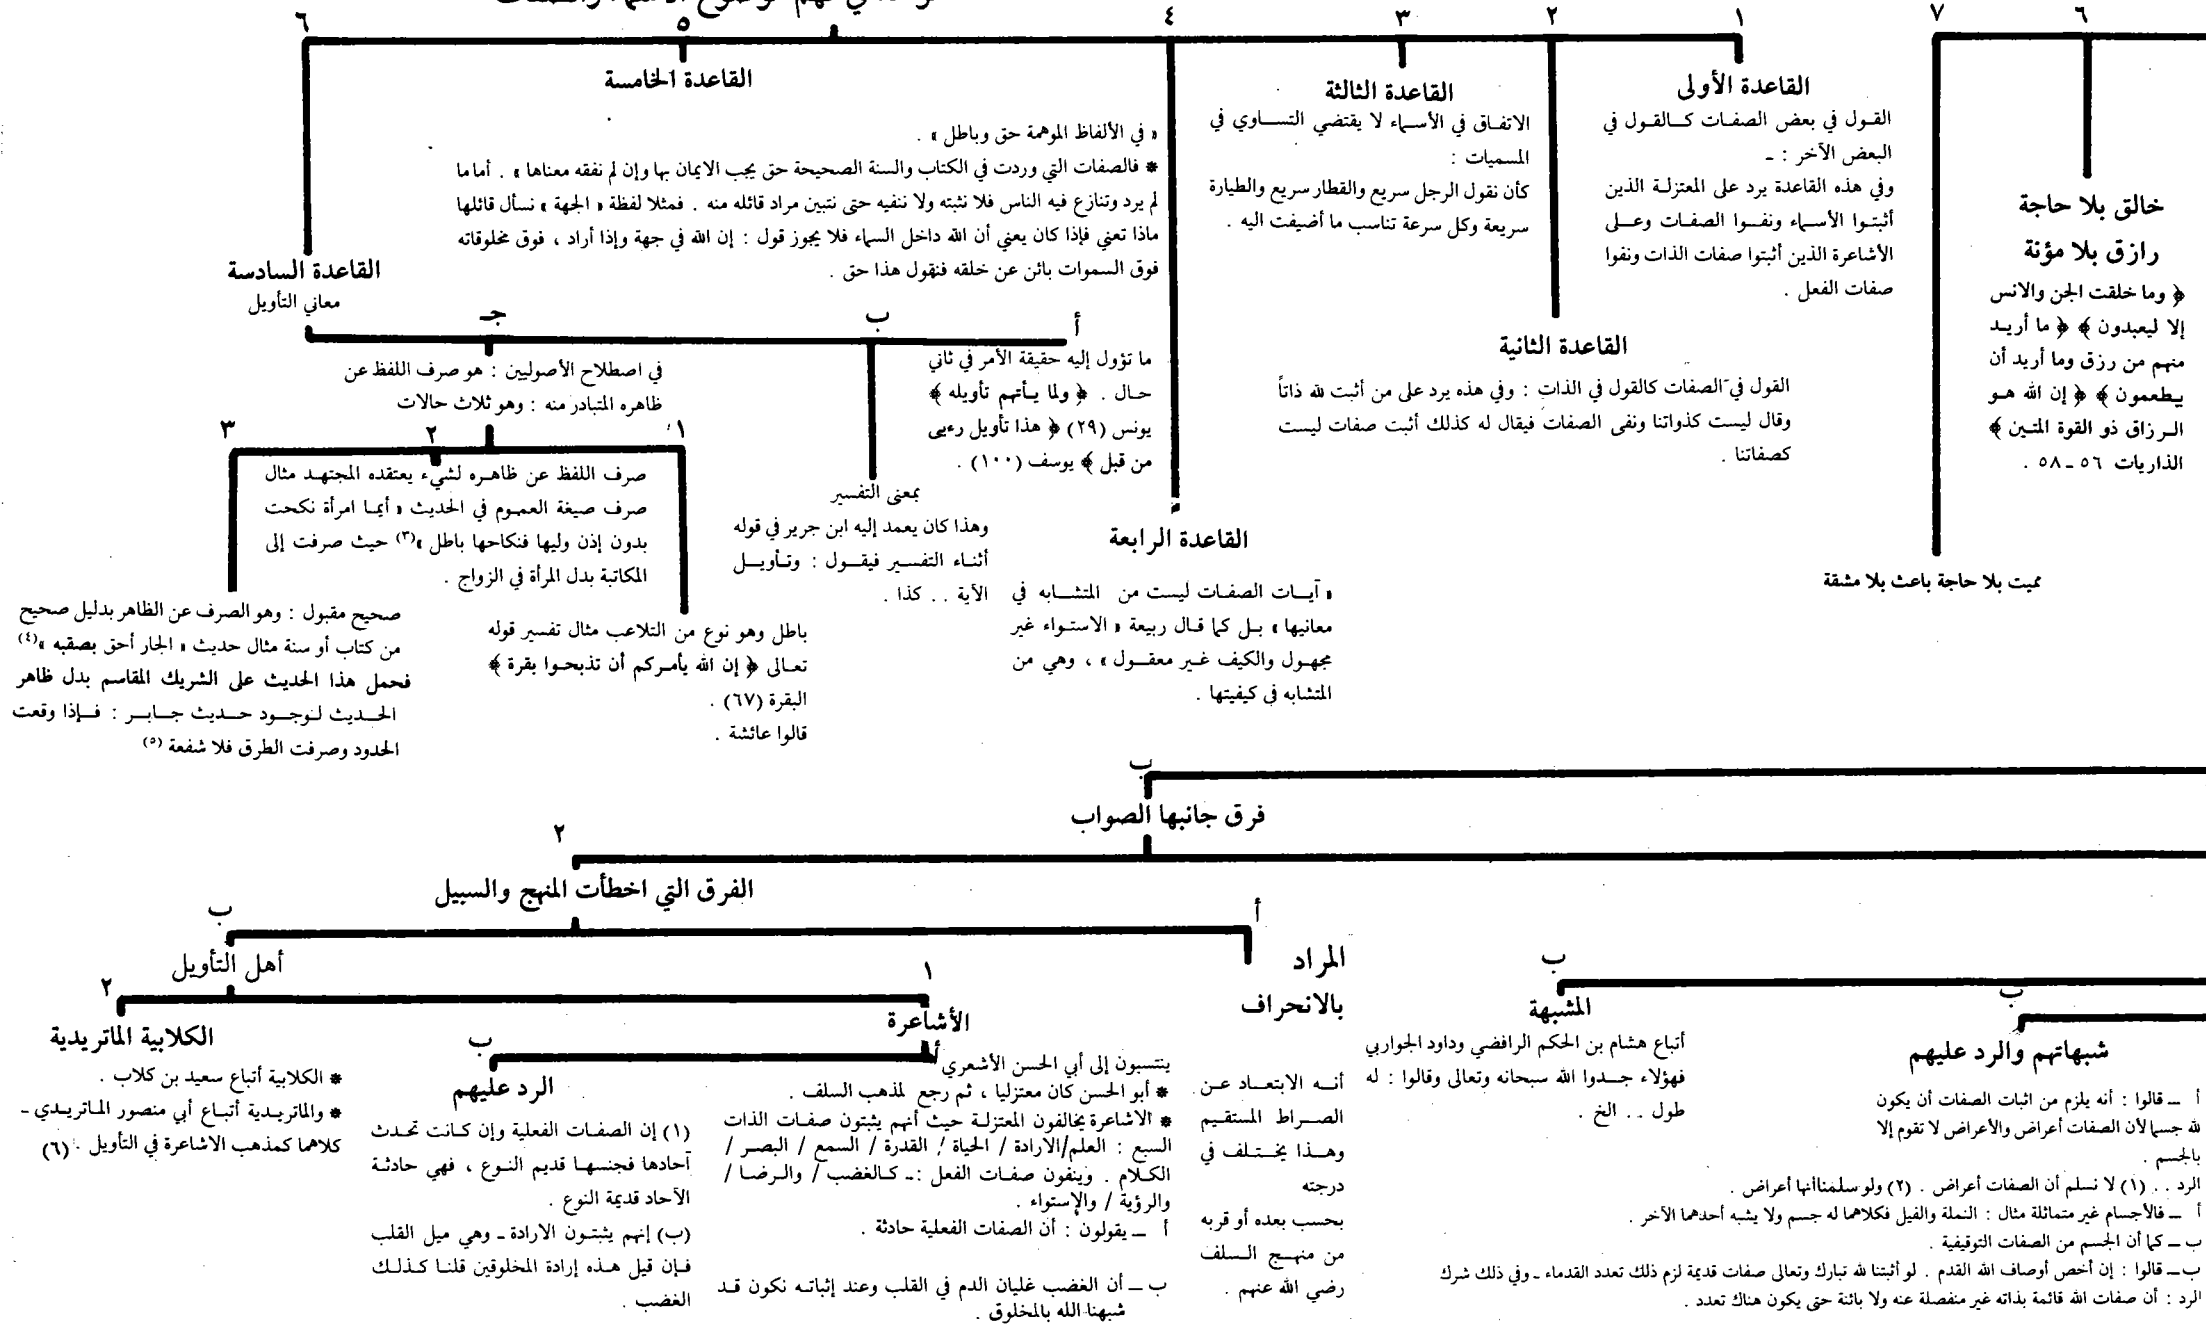 ٦
٧
خالق بلا حاجة
رازق بلا مؤنة
﴿ وما خلقت الجن والانس
إلا ليعبدون ﴾ ﴿ ما أريد
منهم من رزق وما أريد أن
يطعمون ﴾ ﴿ إن الله هو
الرزاق ذو القوة المتين ﴾
الذاريات ٥٦ ـ ٥٨ .
مميت بلا حاجة باعث بلا مشقة
١
٢
٣
٤
٥
٦
القاعدة الأولى
القول في بعض الصفات كالقول في
البعض الآخر : ـ
وفي هذه القاعدة يرد على المعتزلة الذين
أثبتوا الأسماء ونفوا الصفات وعلى
الأشاعرة الذين أثبتوا صفات الذات ونفوا
صفات الفعل .
القاعدة الثانية
القول في الصفات كالقول في الذات : وفي هذه يرد على من أثبت لله ذاتاً
وقال ليست كذواتنا ونفى الصفات فيقال له كذلك أثبت صفات ليست
كصفاتنا .
القاعدة الثالثة
الاتفاق في الأسماء لا يقتضي التساوي في
المسميات :
كأن نقول الرجل سريع والقطار سريع والطيارة
سريعة وكل سرعة تناسب ما أضيفت اليه .
القاعدة الرابعة
« آيات الصفات ليست من المتشابه في
معانيها » بل كما قال ربيعة « الاستواء غير
مجهول والكيف غير معقول » ، وهي من
المتشابه في كيفيتها .
القاعدة الخامسة
« في الألفاظ الموهمة حق وباطل » .
* فالصفات التي وردت في الكتاب والسنة الصحيحة حق يجب الايمان بها وإن لم نفقه معناها » . أما ما
لم يرد وتنازع فيه الناس فلا نثبته ولا ننفيه حتى نتبين مراد قائله منه . فمثلا لفظة « الجهة » نسأل قائلها
ماذا تعني فإذا كان يعني أن الله داخل السماء فلا يجوز قول : إن الله في جهة وإذا أراد ، فوق مخلوقاته
فوق السموات بائن عن خلقه فنقول هذا حق .
القاعدة السادسة
معاني التأويل
أ
ب
جـ
ما تؤول إليه حقيقة الأمر في ثاني
حال . ﴿ ولما يأتهم تأويله ﴾
يونس (٢٩) ﴿ هذا تأويل رءيى
من قبل ﴾ يوسف (١٠٠) .
بمعنى التفسير
وهذا كان يعمد إليه ابن جرير في قوله
أثناء التفسير فيقول : وتأويل
الآية . . كذا .
في اصطلاح الأصوليين : هو صرف اللفظ عن
ظاهره المتبادر منه : وهو ثلاث حالات
١
٢
٣
باطل وهو نوع من التلاعب مثال تفسير قوله
تعالى ﴿ إن الله يأمركم أن تذبحوا بقرة ﴾
البقرة (٦٧) .
قالوا عائشة .
صرف اللفظ عن ظاهره لشيء يعتقده المجتهد مثال
صرف صيغة العموم في الحديث « أيما امرأة نكحت
بدون إذن وليها فنكاحها باطل »(٣) حيث صرفت إلى
المكاتبة بدل المرأة في الزواج .
صحيح مقبول : وهو الصرف عن الظاهر بدليل صحيح
من كتاب أو سنة مثال حديث « الجار أحق بصقبه »(٤)
فحمل هذا الحديث على الشريك المقاسم بدل ظاهر
الحديث لوجود حديث جابر : فإذا وقعت
الحدود وصرفت الطرق فلا شفعة (٥)
ب
فرق جانبها الصواب
٢
الفرق التي اخطأت المنهج والسبيل
ب
المشبهة
أتباع هشام بن الحكم الرافضي وداود الجواربي
فهؤلاء جدوا الله سبحانه وتعالى وقالوا : له
طول . . الخ .
ب
شبهاتهم والرد عليهم
أ ــ قالوا : أنه يلزم من اثبات الصفات أن يكون
لله جسما لأن الصفات أعراض والأعراض لا تقوم إلا
بالجسم .
الرد . . (١) لا نسلم أن الصفات أعراض . (٢) ولو سلمنا أنها أعراض .
أ ــ فالأجسام غير متماثلة مثال : النملة والفيل فكلاهما له جسم ولا يشبه أحدهما الآخر .
ب ــ كما أن الجسم من الصفات التوقيفية .
ب ــ قالوا : إن أخص أوصاف الله القدم . لو أثبتنا لله تبارك وتعالى صفات قديمة لزم ذلك تعدد القدماء ـ وفي ذلك شرك
الرد : أن صفات الله قائمة بذاته غير منفصلة عنه ولا بائنة حتى يكون هناك تعدد .
أ
المراد
بالانحراف
أنه الابتعاد عن
الصراط المستقيم
وهذا يختلف في
درجته
بحسب بعده أو قربه
من منهج السلف
رضي الله عنهم .
ب
أهل التأويل
١
الأشاعرة
أ
ينتسبون إلى أبي الحسن الأشعري
* أبو الحسن كان معتزليا ، ثم رجع لمذهب السلف .
* الاشاعرة يخالفون المعتزلة حيث أنهم يثبتون صفات الذات
السبع : العلم/الارادة / الحياة / القدرة / السمع / البصر /
الكلام . وينفون صفات الفعل :ـ كالغضب / والرضا /
والرؤية / والإستواء .
أ ــ يقولون : أن الصفات الفعلية حادثة .
ب ــ أن الغضب غليان الدم في القلب وعند إثباته نكون قد
شبهنا الله بالمخلوق .
ب
الرد عليهم
(١) إن الصفات الفعلية وإن كانت تحدث
آحادها فجنسها قديم النوع ، فهي حادثة
الآحاد قديمة النوع .
(ب) إنهم يثبتون الارادة ـ وهي ميل القلب
فإن قيل هذه إرادة المخلوقين قلنا كذلك
الغضب .
٢
الكلابية الماتريدية
* الكلابية أتباع سعيد بن كلاب .
* والماتريدية أتباع أبي منصور الماتريدي ـ
كلاهما كمذهب الاشاعرة في التأويل . (٦)